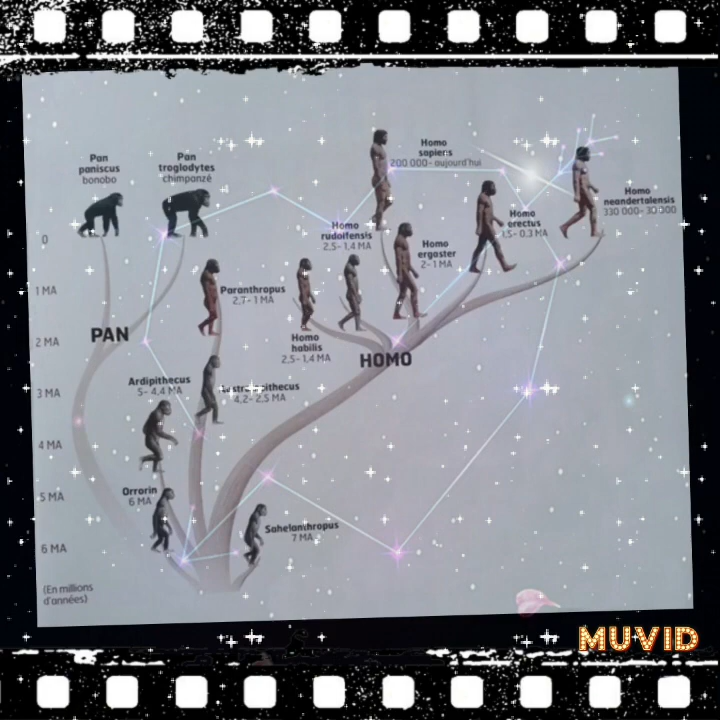 Pan
paniscus
bonobo
Pan
troglodytes
chimpanzé
Homo
sapiens
200 000- aujourd'hui
Homo
neandertalensis
330 000- 30 000
Homo
rudolfensis
2,5- 1,4 MA
Homo
erectus
1,5- 0.3 MA
Homo
ergaster
2- 1 MA
0
1 MA
Paranthropus
2,7- 1 MA
PAN
2 MA
Homo
habilis
2,5- 1,4 MA
HOMO
Ardipithecus
5- 4,4 MA
4,2- 2,5 MA
3 MA
4 MA
5 MA
Orrorin
6 MA
Sahelanthropus
7 MA
6 MA
(En millions
d'années)
MUVID